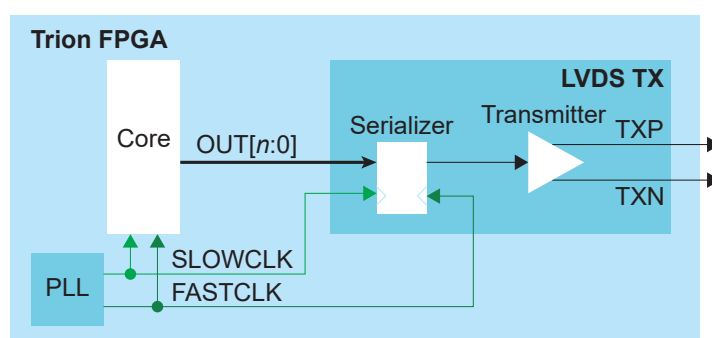 Trion FPGA
LVDS TX
Core
OUT[n:0]
Serializer
Transmitter
TXP
TXN
SLOWCLK
PLL
FASTCLK